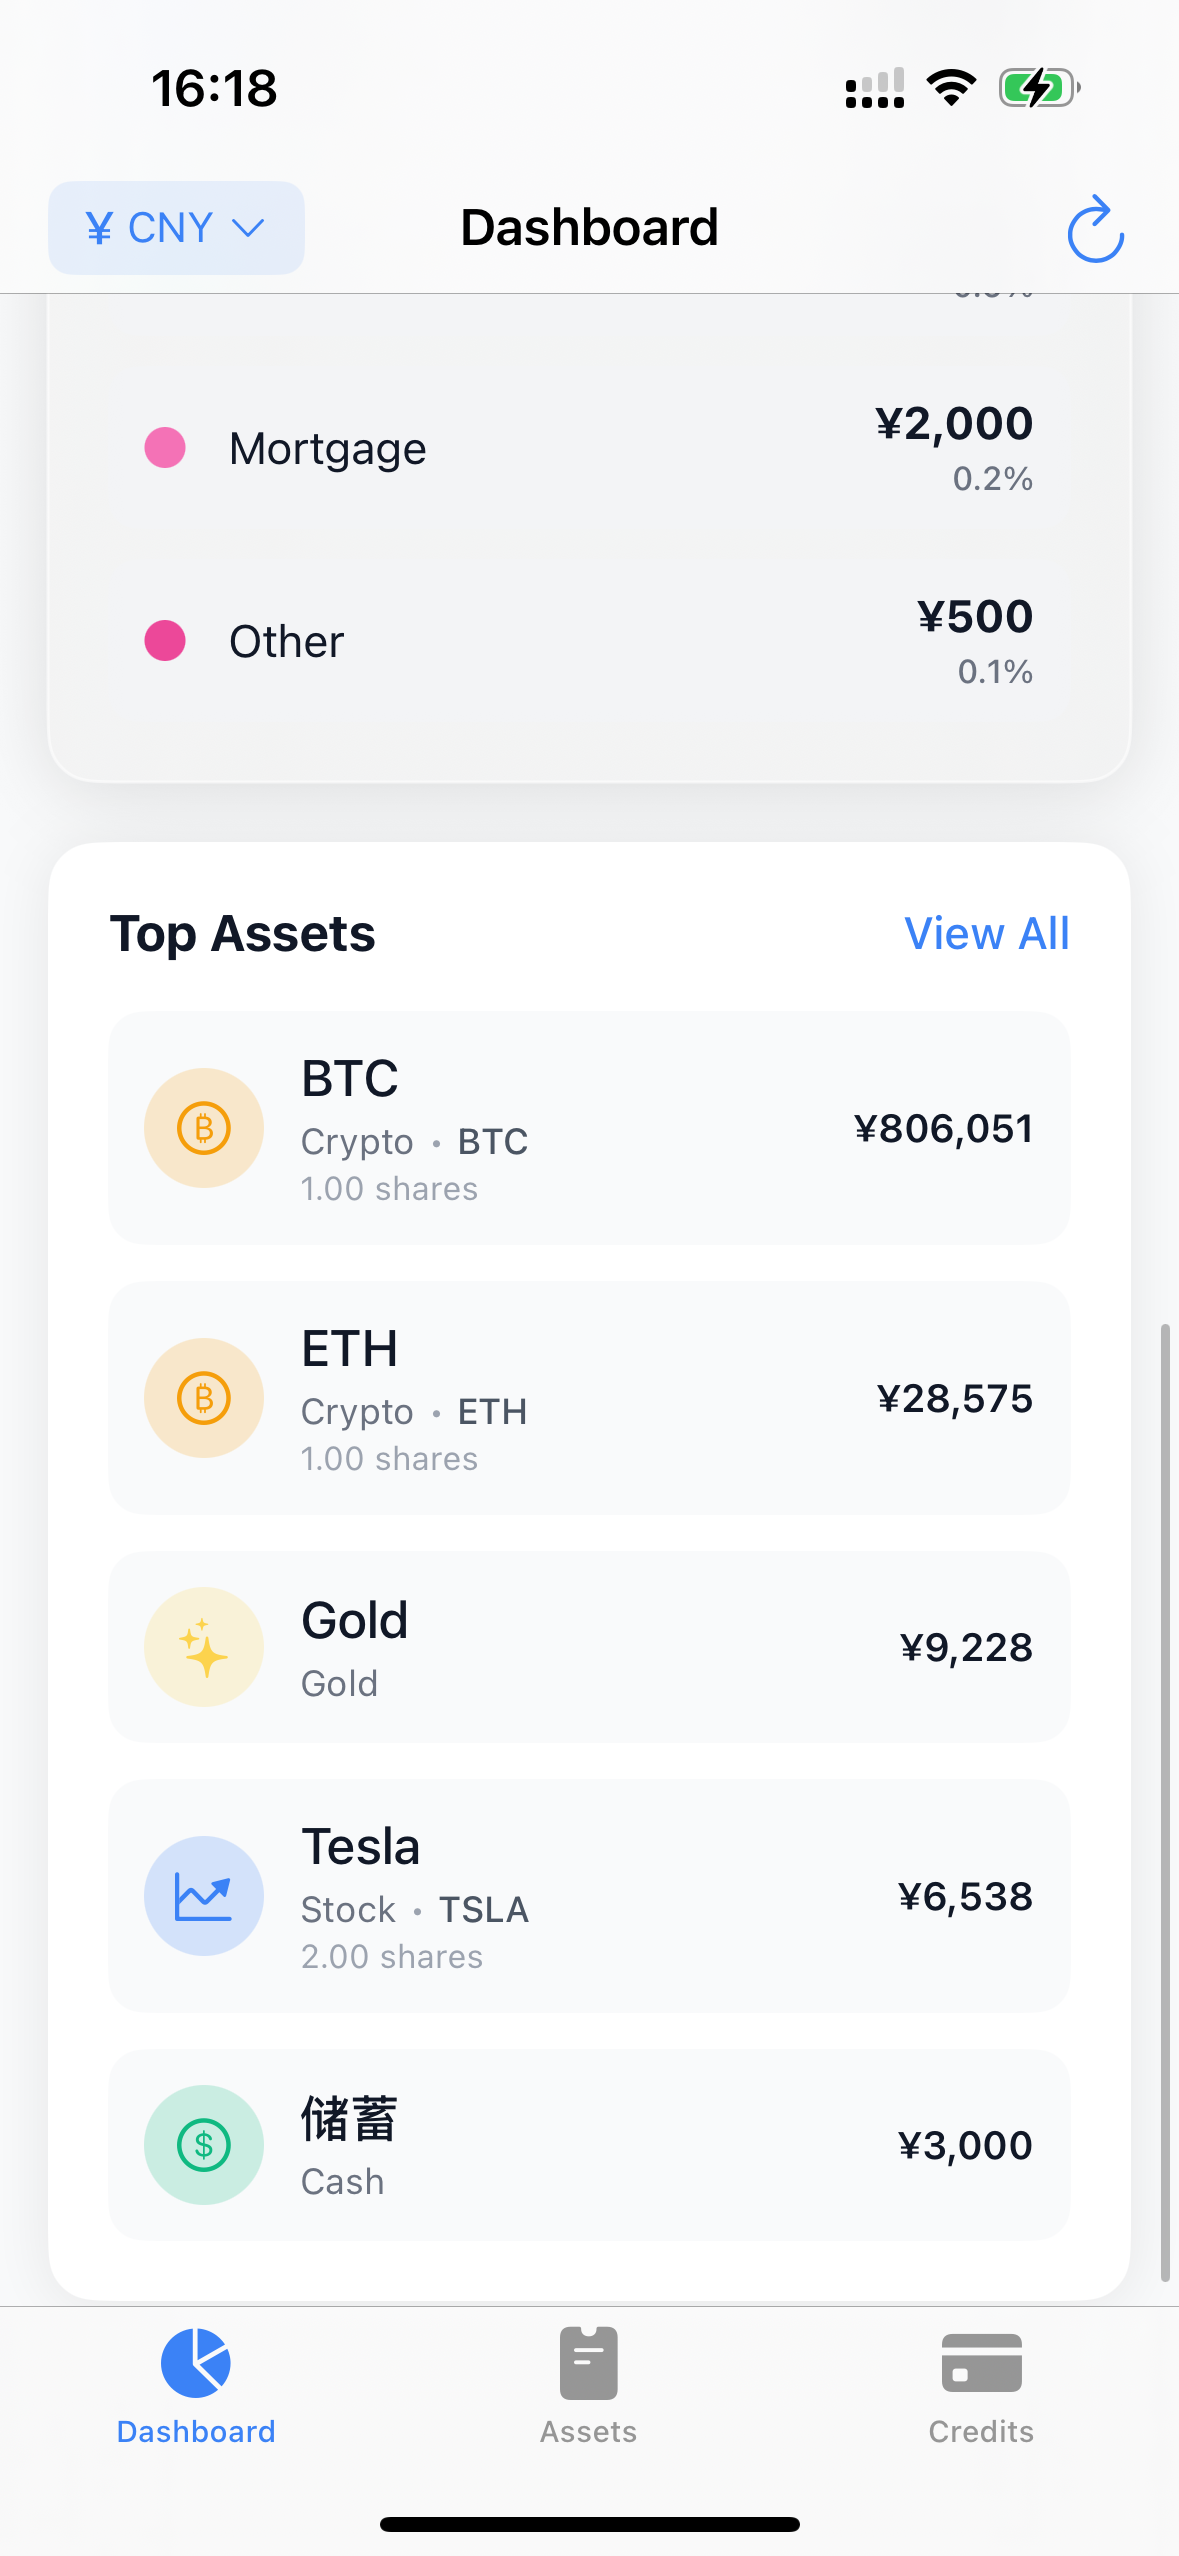 16:18
¥ CNY
Dashboard
Mortgage
¥2,000
0.2%
Other
¥500
0.1%
Top Assets
View All
BTC
Crypto • BTC
1.00 shares
¥806,051
ETH
Crypto • ETH
1.00 shares
¥28,575
Gold
Gold
¥9,228
Tesla
Stock • TSLA
2.00 shares
¥6,538
储蓄
Cash
¥3,000
Dashboard
Assets
Credits